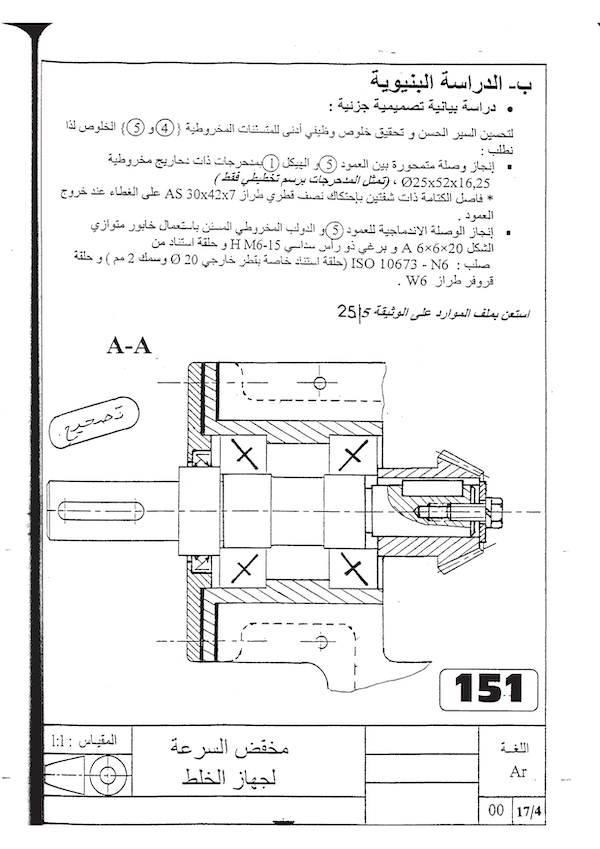 ب- الدراسة البنيوية
• دراسة بيانية تصميمية جزئية :
لتحسين السير الحسن و تحقيق خلوص وظيفي أدنى للمتسننات المخروطية { 4 و 5 } الخلوص لذا
نطلب :
• إنجاز وصلة متمحورة بين العمود 5 و الهيكل 1 بمدحرجات ذات دحاريج مخروطية
Ø25x52x16,25 ، (تمثل المدحرجات برسم تخطيطي فقط)
* فاصل الكتامة ذات شفتين بإحتكاك نصف قطري طراز AS 30x42x7 على الغطاء عند خروج
العمود .
• إنجاز الوصلة الاندماجية للعمود 5 و الدولب المخروطي المسنن باستعمال خابور متوازي
الشكل A 6×6×20 و برغي ذو رأس سداسي H M6-15 و حلقة استناد من
صلب : ISO 10673 - N6 (حلقة استناد خاصة بقطر خارجي Ø 20 وسمك 2 مم ) و حلقة
قروفر طراز W6 .
استعن بملف الموارد على الوثيقة 25|5
A-A
تصحيح
151
المقياس : 1:1
مخفض السرعة
لجهاز الخلط
اللغة
Ar
00
17/4